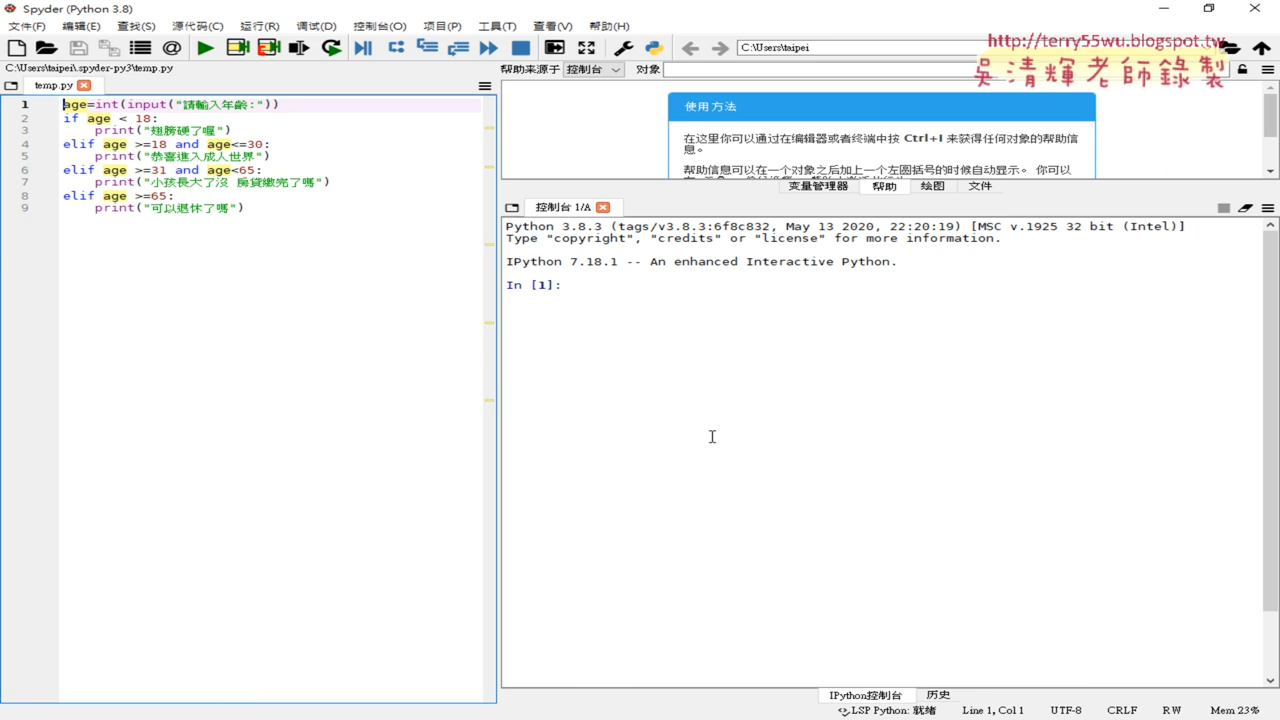 Spyder (Python 3.8)
文件(F) 编辑(E) 查找(S) 源代码(C) 运行(R) 调试(D) 控制台(O) 项目(P) 工具(T) 查看(V) 帮助(H)
C:\Users\taipei
http://terry55wu.blogspot.tw
吳清輝老師錄製
C:\Users\taipei\.spyder-py3\temp.py
帮助来源于 控制台 对象
temp.py
1 age=int(input("請輸入年齡:"))
2 if age < 18:
3 print("翅膀硬了喔")
4 elif age >=18 and age<=30:
5 print("恭喜進入成人世界")
6 elif age >=31 and age<65:
7 print("小孩長大了沒 房貸繳完了嗎")
8 elif age >=65:
9 print("可以退休了嗎")
使用方法
在这里你可以通过在编辑器或者终端中按 Ctrl+I 来获得任何对象的帮助信
息。
帮助信息可以在一个对象之后加上一个左圆括号的时候自动显示。 你可以
变量管理器 帮助 绘图 文件
控制台 1/A
Python 3.8.3 (tags/v3.8.3:6f8c832, May 13 2020, 22:20:19) [MSC v.1925 32 bit (Intel)]
Type "copyright", "credits" or "license" for more information.
IPython 7.18.1 -- An enhanced Interactive Python.
In [1]:
IPython控制台 历史
LSP Python: 就绪 Line 1, Col 1 UTF-8 CRLF RW Mem 23%